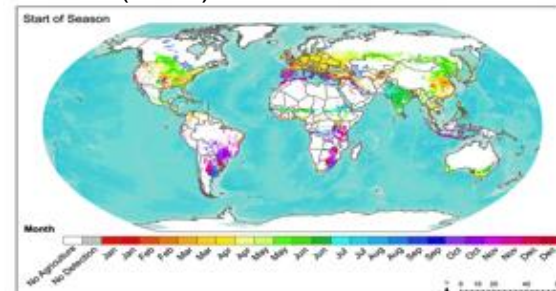 Start of Season
Month
No Agriculture No Detection Jan Jan Feb Feb Mar Mar Apr Apr May May Jun Jun Jul Jul Aug Aug Sep Sep Oct Oct Nov Nov Dec Dec